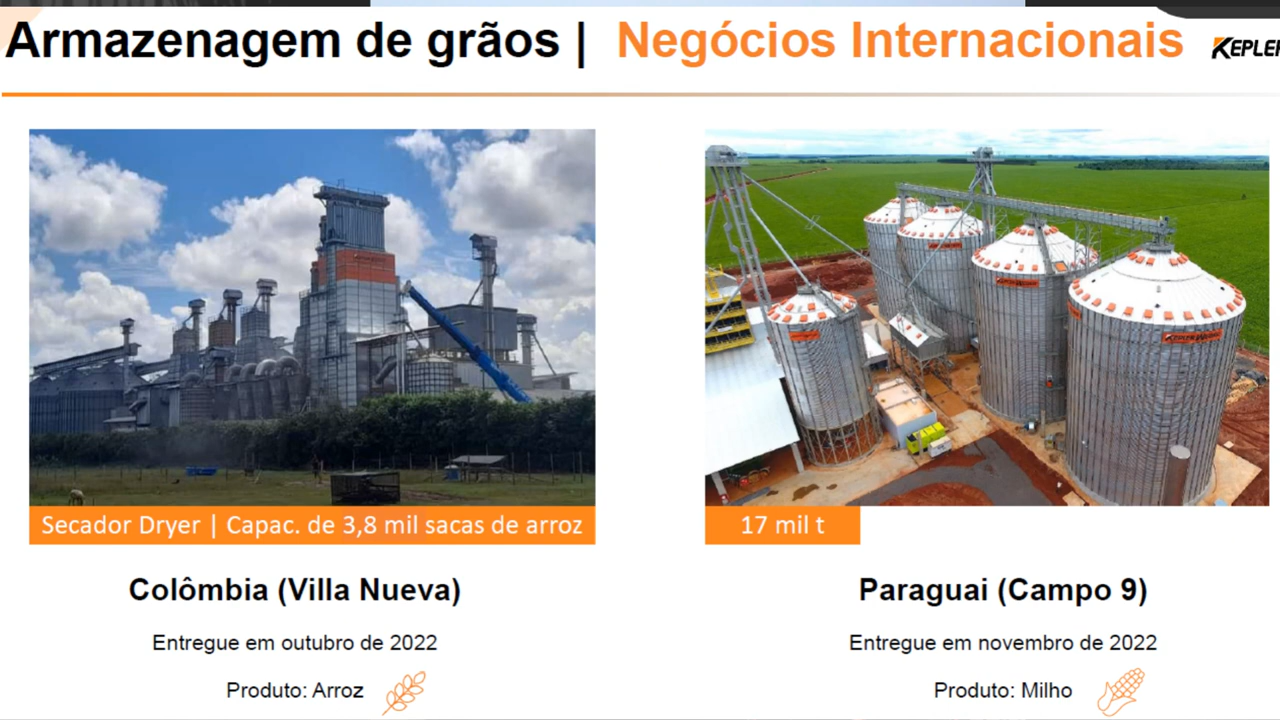 Armazenagem de grãos | Negócios Internacionais
Secador Dryer | Capac. de 3,8 mil sacas de arroz
17 mil t
Colômbia (Villa Nueva)
Paraguai (Campo 9)
Entregue em outubro de 2022
Entregue em novembro de 2022
Produto: Arroz
Produto: Milho